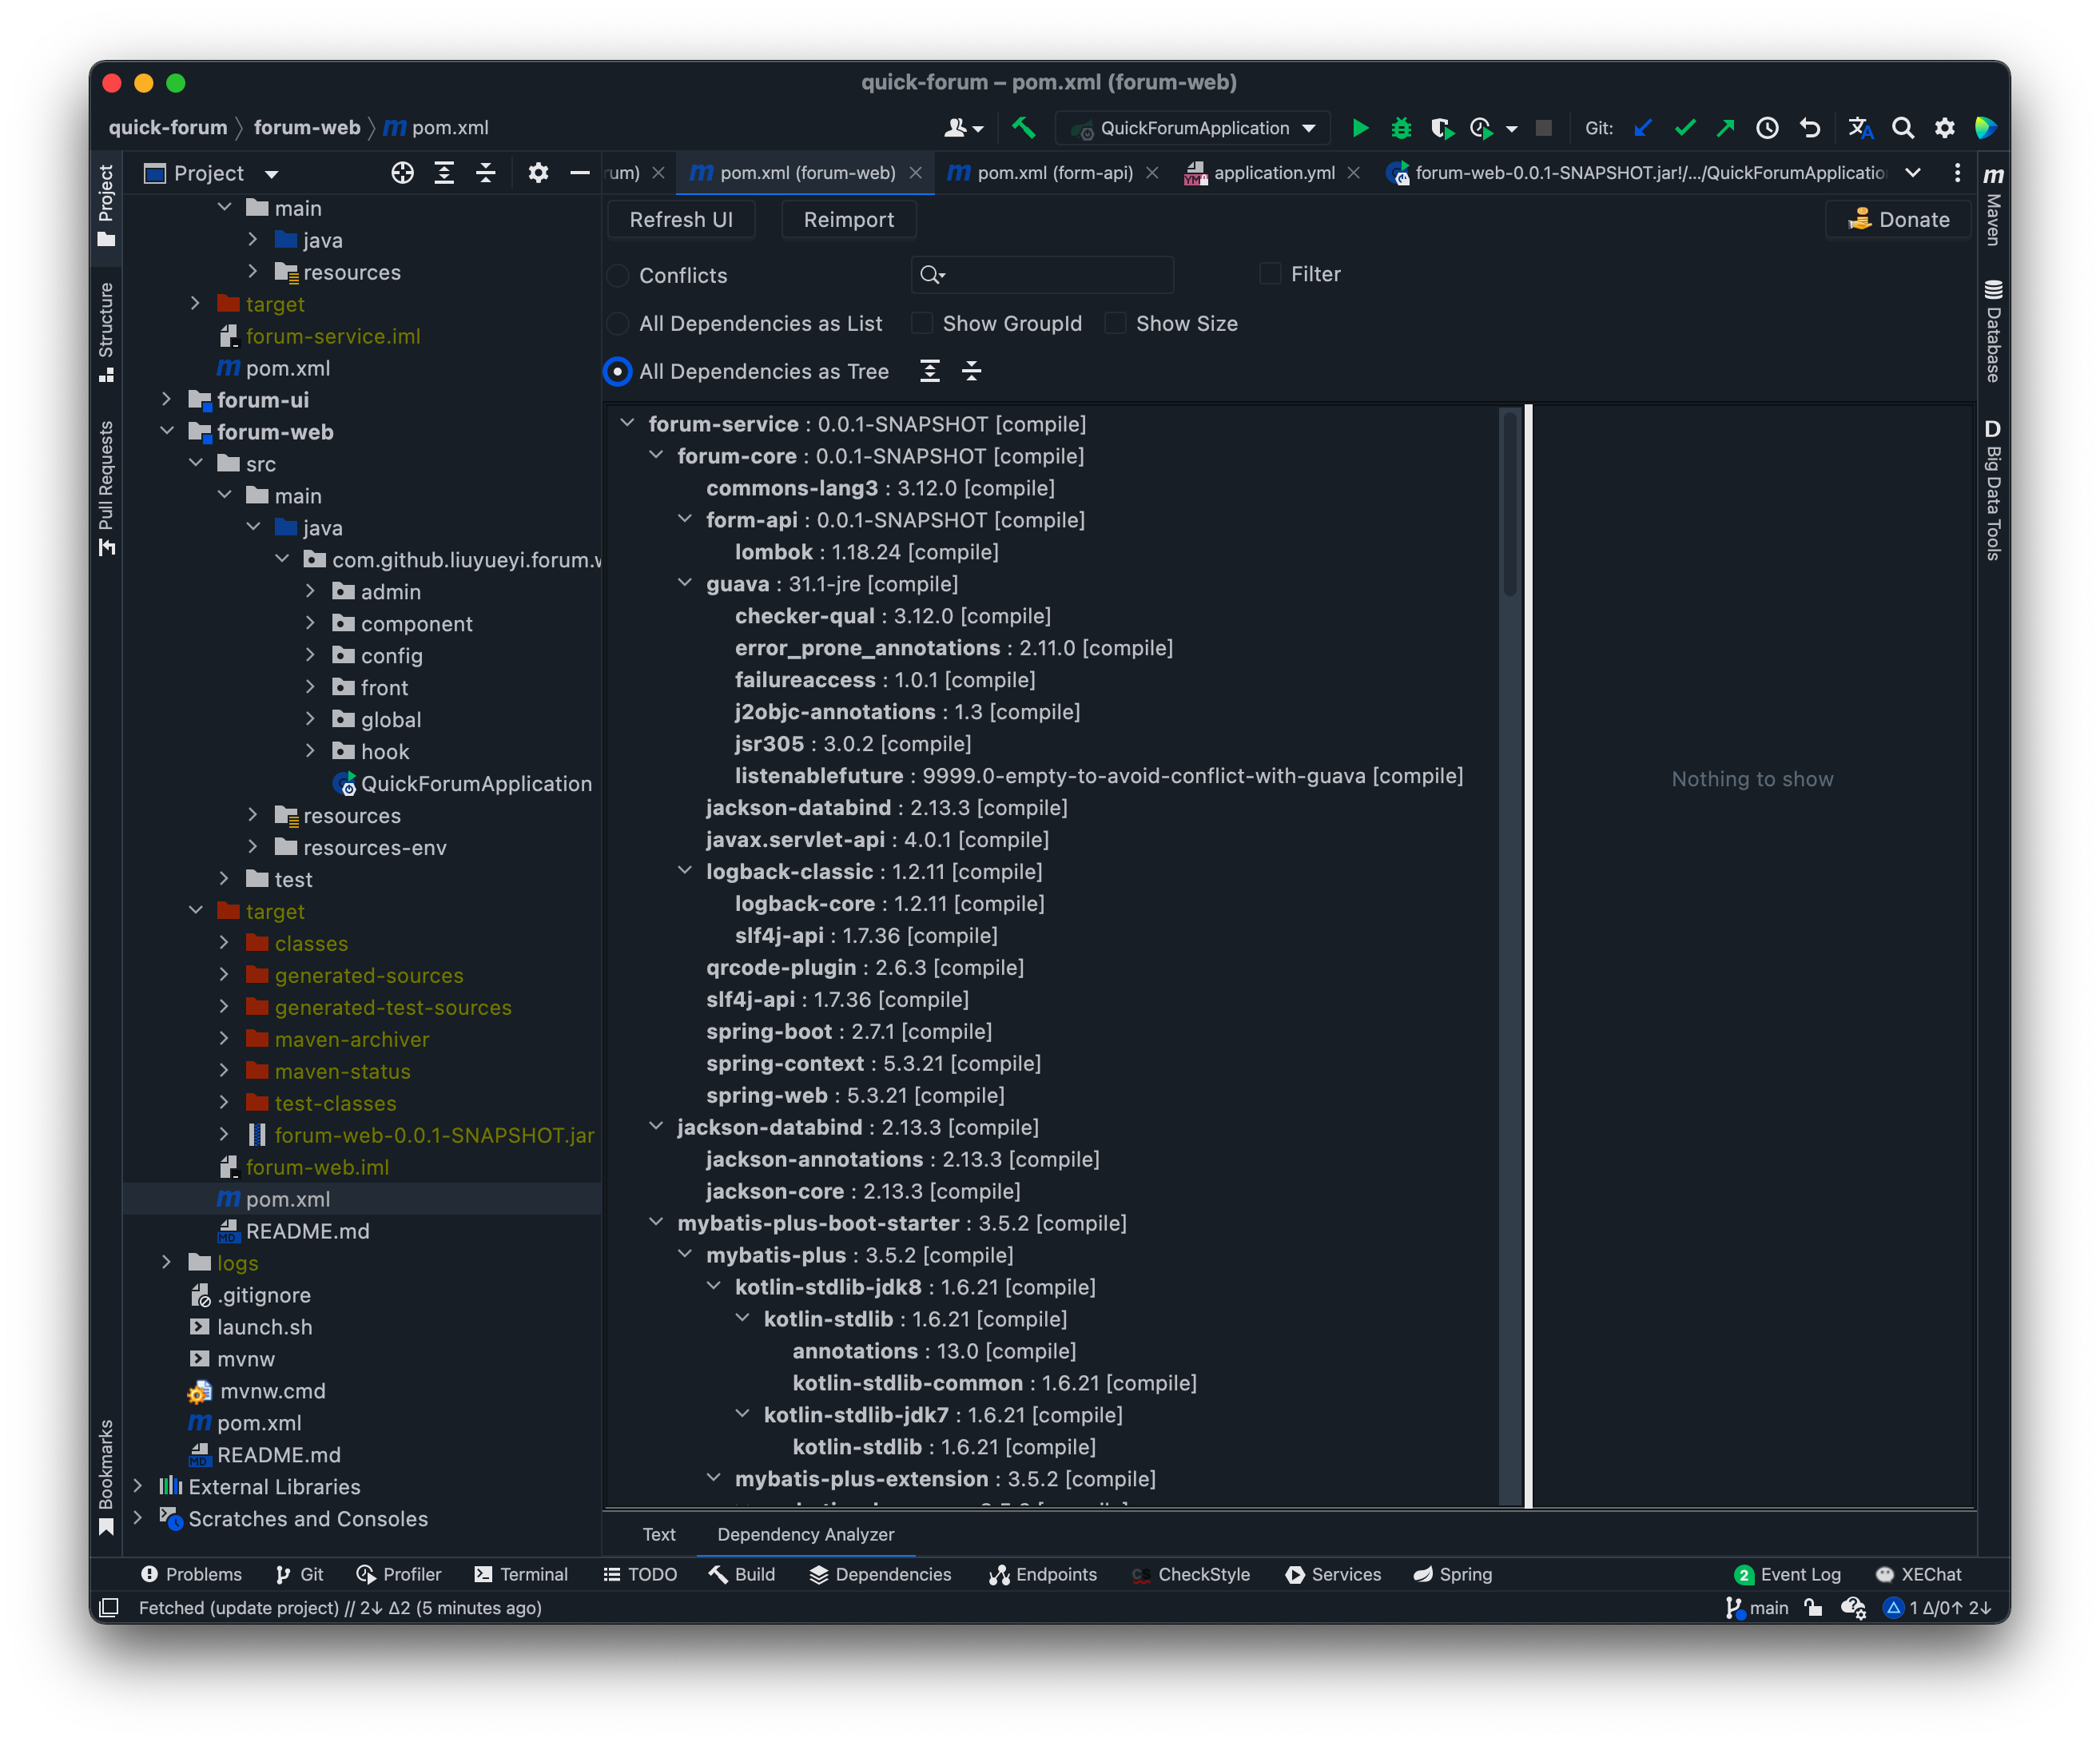 quick-forum – pom.xml (forum-web)
quick-forum forum-web pom.xml
QuickForumApplication Git:
Project
rum) pom.xml (forum-web) pom.xml (form-api) application.yml forum-web-0.0.1-SNAPSHOT.jar!/.../QuickForumApplicatio
Refresh UI Reimport Donate
Conflicts Filter
All Dependencies as List Show GroupId Show Size
All Dependencies as Tree
Project
Structure
Pull Requests
Bookmarks
main
java
resources
target
forum-service.iml
pom.xml
forum-ui
forum-web
src
main
java
com.github.liuyueyi.forum.w
admin
component
config
front
global
hook
QuickForumApplication
resources
resources-env
test
target
classes
generated-sources
generated-test-sources
maven-archiver
maven-status
test-classes
forum-web-0.0.1-SNAPSHOT.jar
forum-web.iml
pom.xml
README.md
logs
.gitignore
launch.sh
mvnw
mvnw.cmd
pom.xml
README.md
External Libraries
Scratches and Consoles
forum-service : 0.0.1-SNAPSHOT [compile]
forum-core : 0.0.1-SNAPSHOT [compile]
commons-lang3 : 3.12.0 [compile]
form-api : 0.0.1-SNAPSHOT [compile]
lombok : 1.18.24 [compile]
guava : 31.1-jre [compile]
checker-qual : 3.12.0 [compile]
error_prone_annotations : 2.11.0 [compile]
failureaccess : 1.0.1 [compile]
j2objc-annotations : 1.3 [compile]
jsr305 : 3.0.2 [compile]
listenablefuture : 9999.0-empty-to-avoid-conflict-with-guava [compile]
jackson-databind : 2.13.3 [compile]
javax.servlet-api : 4.0.1 [compile]
logback-classic : 1.2.11 [compile]
logback-core : 1.2.11 [compile]
slf4j-api : 1.7.36 [compile]
qrcode-plugin : 2.6.3 [compile]
slf4j-api : 1.7.36 [compile]
spring-boot : 2.7.1 [compile]
spring-context : 5.3.21 [compile]
spring-web : 5.3.21 [compile]
jackson-databind : 2.13.3 [compile]
jackson-annotations : 2.13.3 [compile]
jackson-core : 2.13.3 [compile]
mybatis-plus-boot-starter : 3.5.2 [compile]
mybatis-plus : 3.5.2 [compile]
kotlin-stdlib-jdk8 : 1.6.21 [compile]
kotlin-stdlib : 1.6.21 [compile]
annotations : 13.0 [compile]
kotlin-stdlib-common : 1.6.21 [compile]
kotlin-stdlib-jdk7 : 1.6.21 [compile]
kotlin-stdlib : 1.6.21 [compile]
mybatis-plus-extension : 3.5.2 [compile]
Nothing to show
Maven
Database
D Big Data Tools
Text Dependency Analyzer
Problems Git Profiler Terminal TODO Build Dependencies Endpoints CheckStyle Services Spring 2 Event Log XEChat
Fetched (update project) // 2↓ Δ2 (5 minutes ago) main 1 Δ/0↑ 2↓